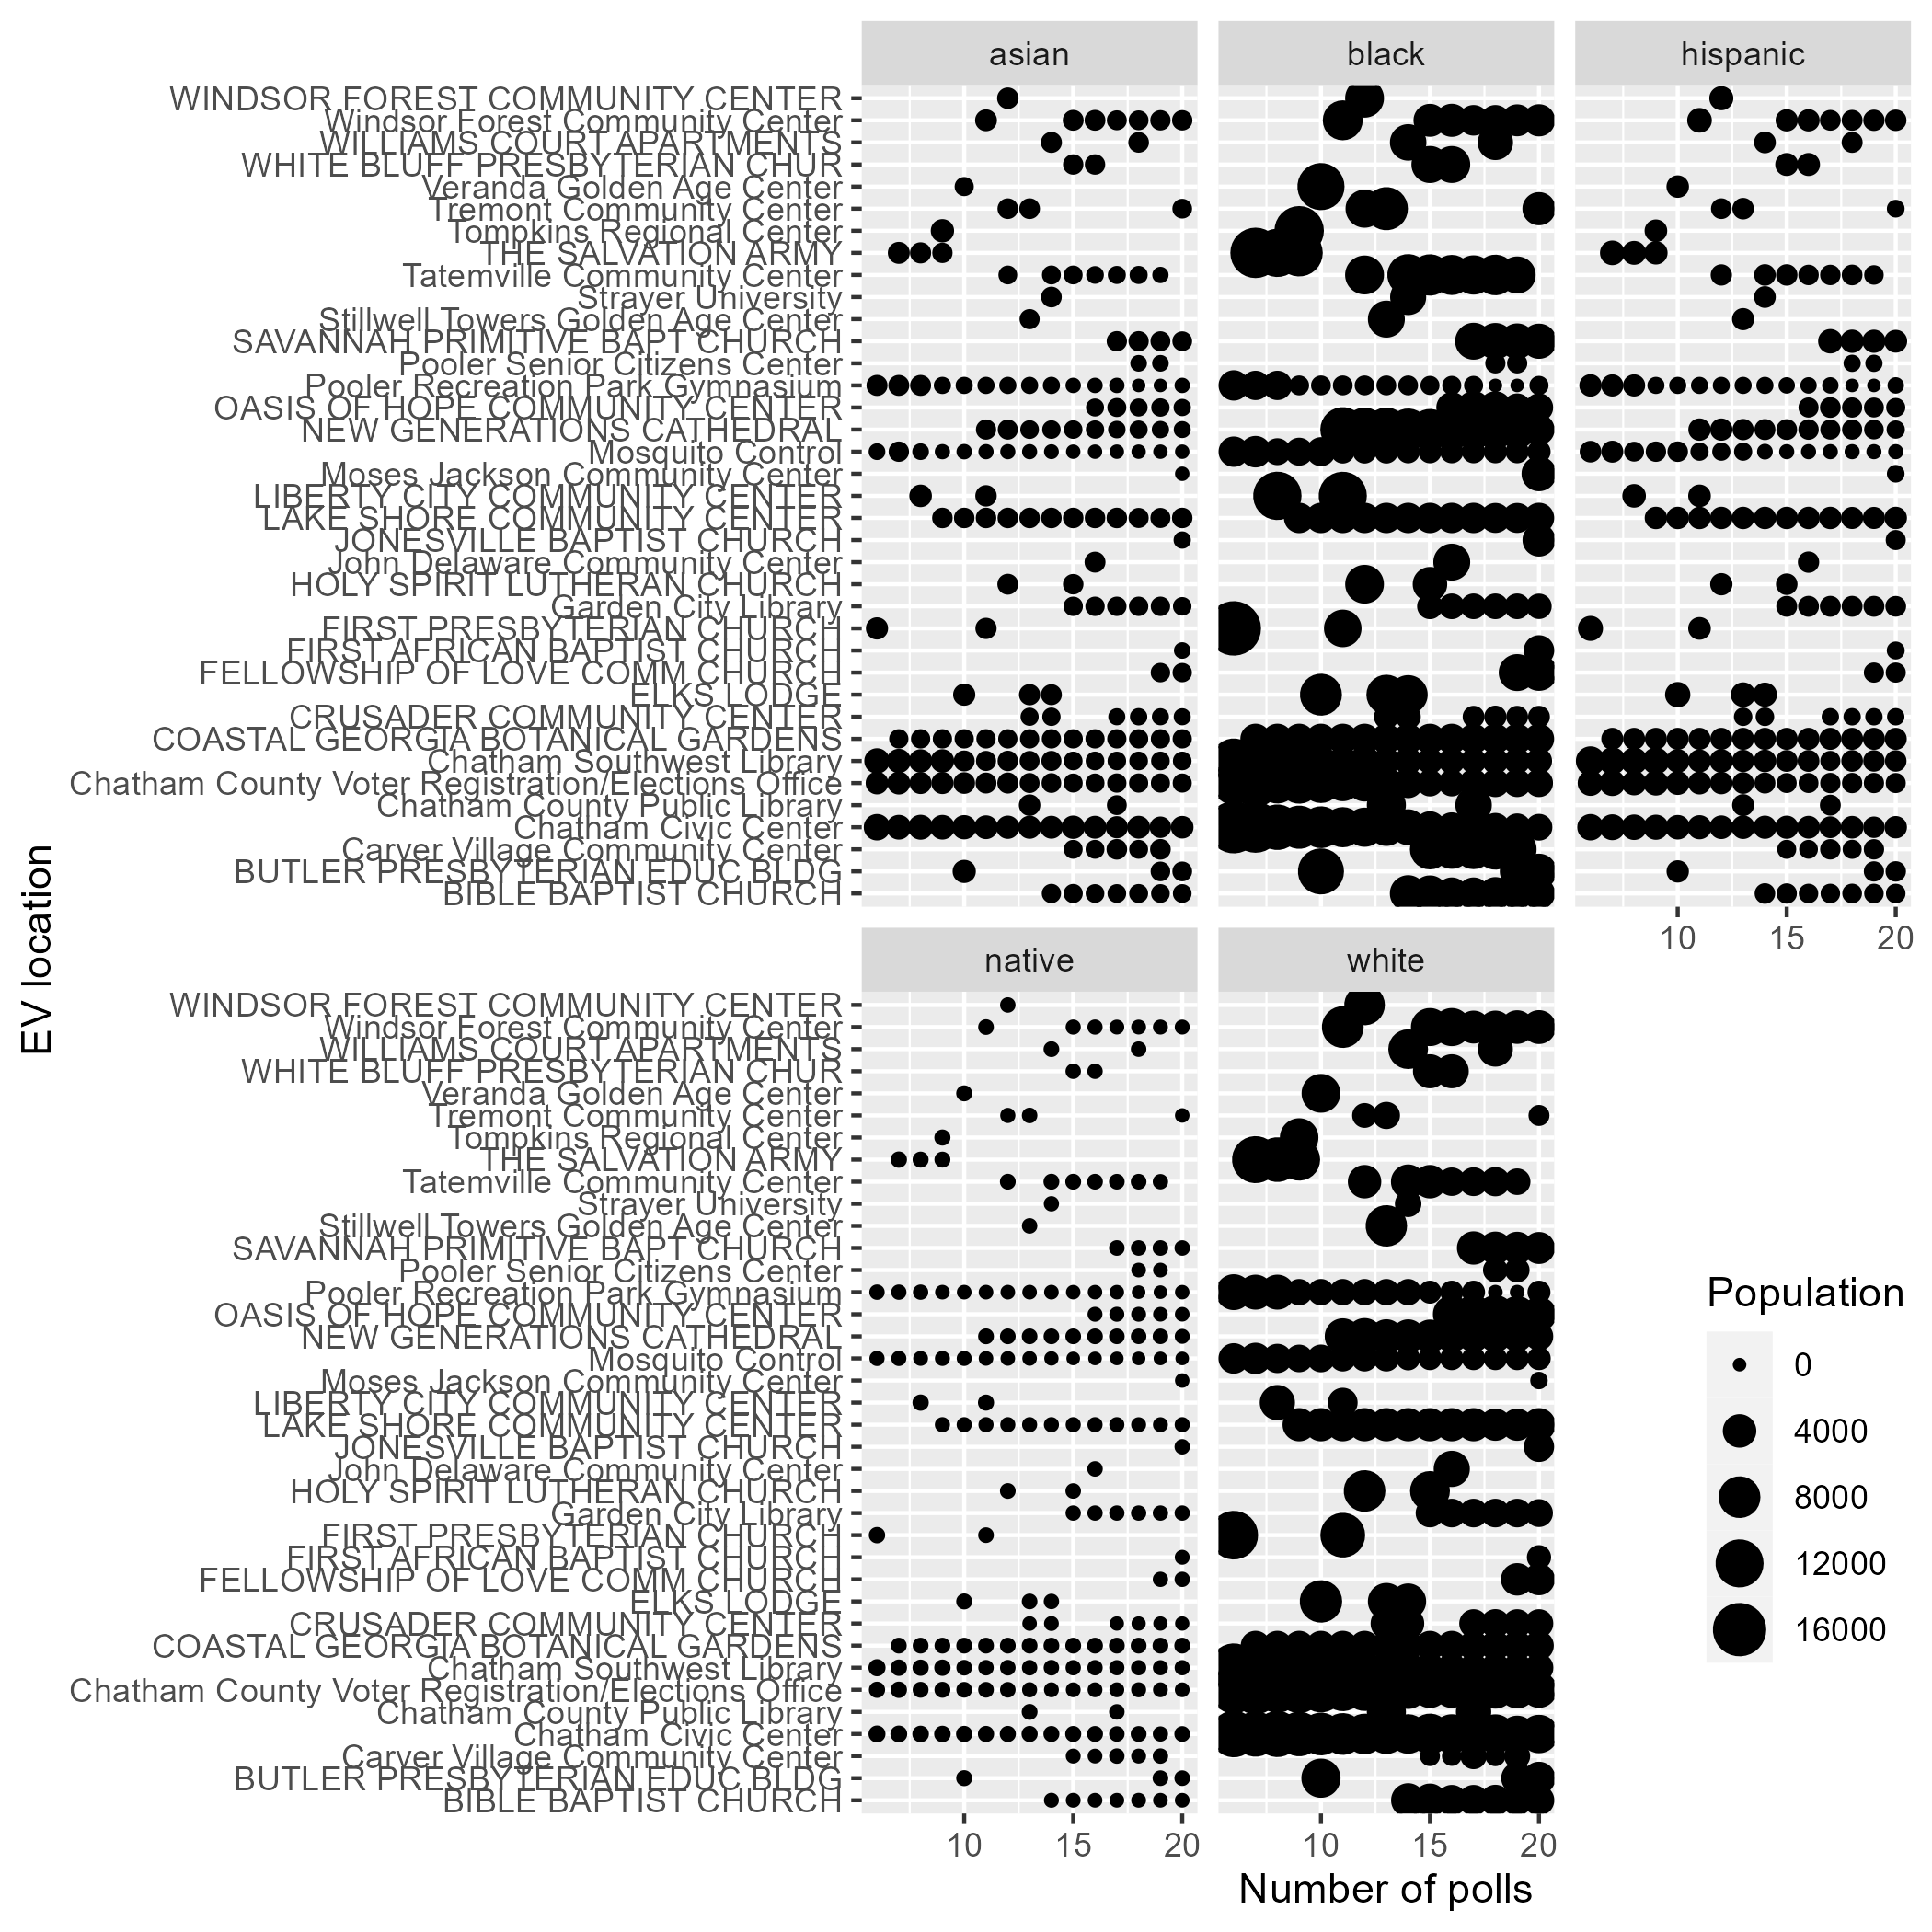 asian
black
hispanic
WINDSOR FOREST COMMUNITY CENTER
Windsor Forest Community Center
WILLIAMS COURT APARTMENTS
WHITE BLUFF PRESBYTERIAN CHUR
Veranda Golden Age Center
Tremont Community Center
Tompkins Regional Center
THE SALVATION ARMY
Tatemville Community Center
Strayer University
Stillwell Towers Golden Age Center
SAVANNAH PRIMITIVE BAPT CHURCH
Pooler Senior Citizens Center
Pooler Recreation Park Gymnasium
OASIS OF HOPE COMMUNITY CENTER
NEW GENERATIONS CATHEDRAL
Mosquito Control
Moses Jackson Community Center
LIBERTY CITY COMMUNITY CENTER
LAKE SHORE COMMUNITY CENTER
JONESVILLE BAPTIST CHURCH
John Delaware Community Center
HOLY SPIRIT LUTHERAN CHURCH
Garden City Library
FIRST PRESBYTERIAN CHURCH
FIRST AFRICAN BAPTIST CHURCH
FELLOWSHIP OF LOVE COMM CHURCH
ELKS LODGE
CRUSADER COMMUNITY CENTER
COASTAL GEORGIA BOTANICAL GARDENS
Chatham Southwest Library
Chatham County Voter Registration/Elections Office
Chatham County Public Library
Chatham Civic Center
Carver Village Community Center
BUTLER PRESBYTERIAN EDUC BLDG
BIBLE BAPTIST CHURCH
10 15 20
EV location
native
white
WINDSOR FOREST COMMUNITY CENTER
Windsor Forest Community Center
WILLIAMS COURT APARTMENTS
WHITE BLUFF PRESBYTERIAN CHUR
Veranda Golden Age Center
Tremont Community Center
Tompkins Regional Center
THE SALVATION ARMY
Tatemville Community Center
Strayer University
Stillwell Towers Golden Age Center
SAVANNAH PRIMITIVE BAPT CHURCH
Pooler Senior Citizens Center
Pooler Recreation Park Gymnasium
OASIS OF HOPE COMMUNITY CENTER
NEW GENERATIONS CATHEDRAL
Mosquito Control
Moses Jackson Community Center
LIBERTY CITY COMMUNITY CENTER
LAKE SHORE COMMUNITY CENTER
JONESVILLE BAPTIST CHURCH
John Delaware Community Center
HOLY SPIRIT LUTHERAN CHURCH
Garden City Library
FIRST PRESBYTERIAN CHURCH
FIRST AFRICAN BAPTIST CHURCH
FELLOWSHIP OF LOVE COMM CHURCH
ELKS LODGE
CRUSADER COMMUNITY CENTER
COASTAL GEORGIA BOTANICAL GARDENS
Chatham Southwest Library
Chatham County Voter Registration/Elections Office
Chatham County Public Library
Chatham Civic Center
Carver Village Community Center
BUTLER PRESBYTERIAN EDUC BLDG
BIBLE BAPTIST CHURCH
10 15 20
10 15 20
Number of polls
Population
0
4000
8000
12000
16000